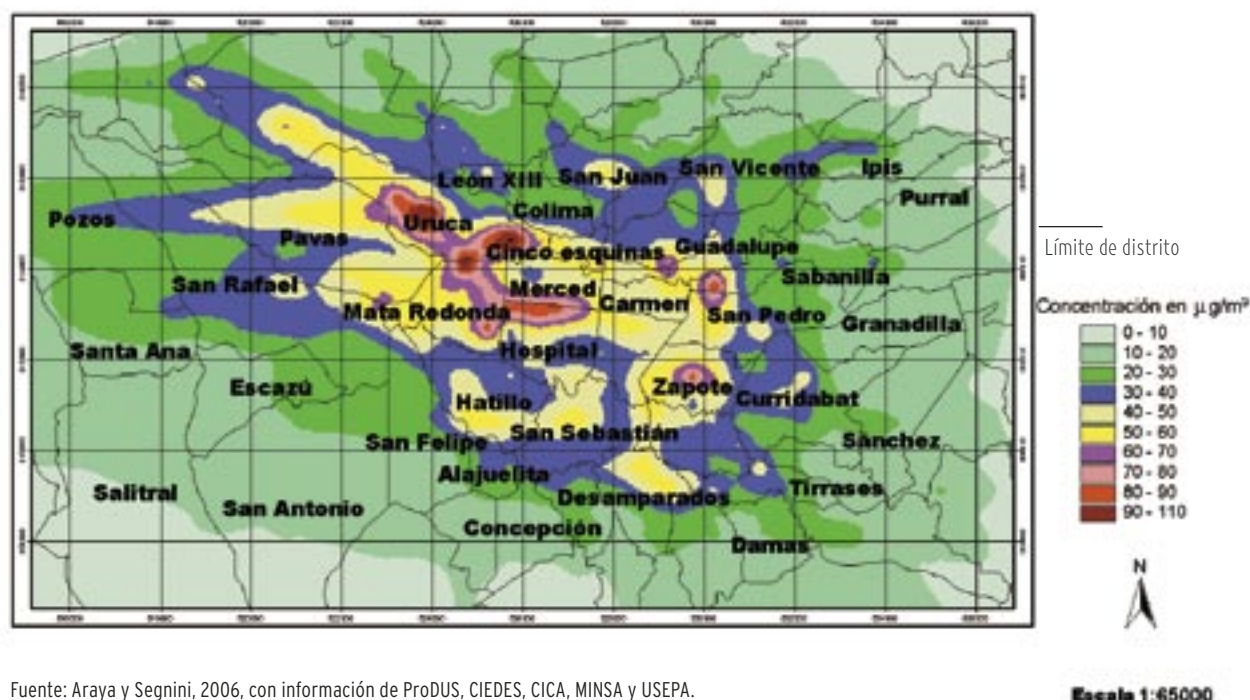 León XIII
San Juan
San Vicente
Ipis
Purral
Pozos
Uruca
Colima
Pavas
Cinco esquinas
Guadalupe
Sabanilla
San Rafael
Merced
Carmen
Mata Redonda
San Pedro
Granadilla
Santa Ana
Hospital
Escazú
Zapote
Hatillo
Curridabat
San Felipe
San Sebastián
Sánchez
Alajuelita
Salitral
Desamparados
Tirrases
San Antonio
Concepción
Damas
Límite de distrito
Concentración en µg/m³
0 - 10
10 - 20
20 - 30
30 - 40
40 - 50
50 - 60
60 - 70
70 - 80
80 - 90
90 - 110
N
Escala 1:65000
Fuente: Araya y Segnini, 2006, con información de ProDUS, CIEDES, CICA, MINSA y USEPA.